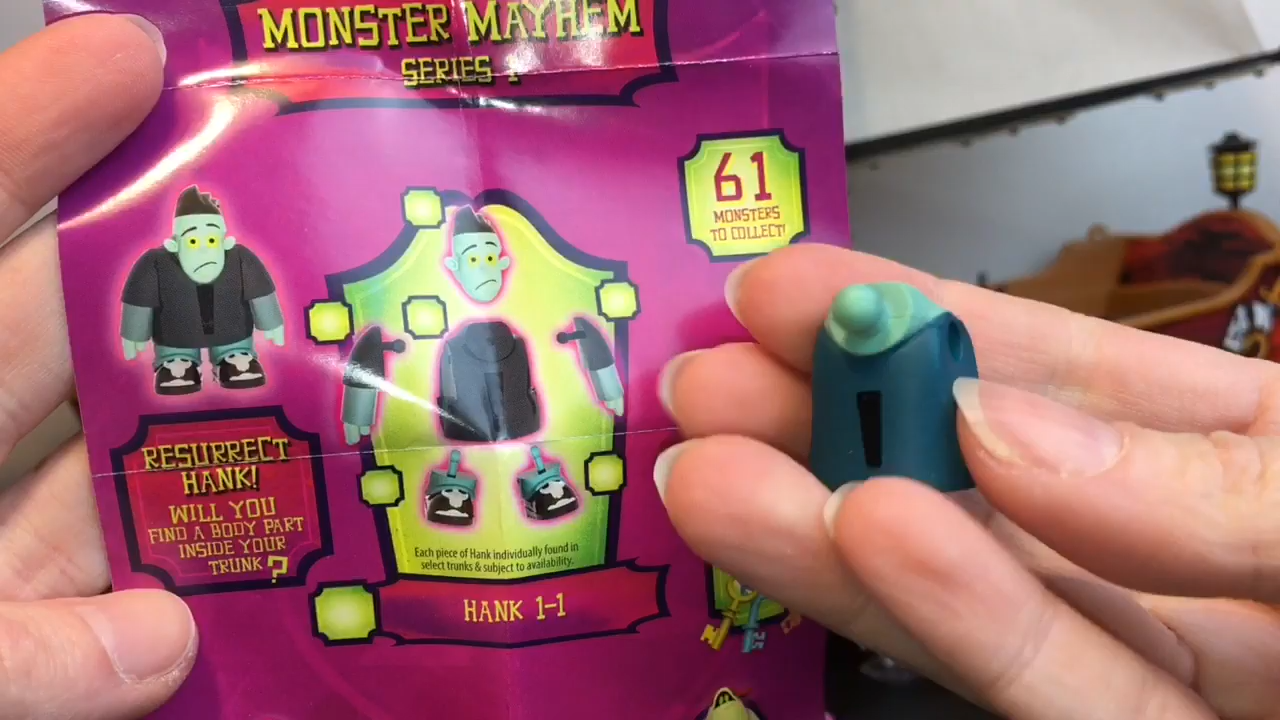 MONSTER MAYHEM
SERIES 1
61
MONSTERS
TO COLLECT!
RESURRECT
HANK!
WILL YOU
FIND A BODY PART
INSIDE YOUR
TRUNK?
Each piece of Hank individually found in
select trunks & subject to availability.
HANK 1-1